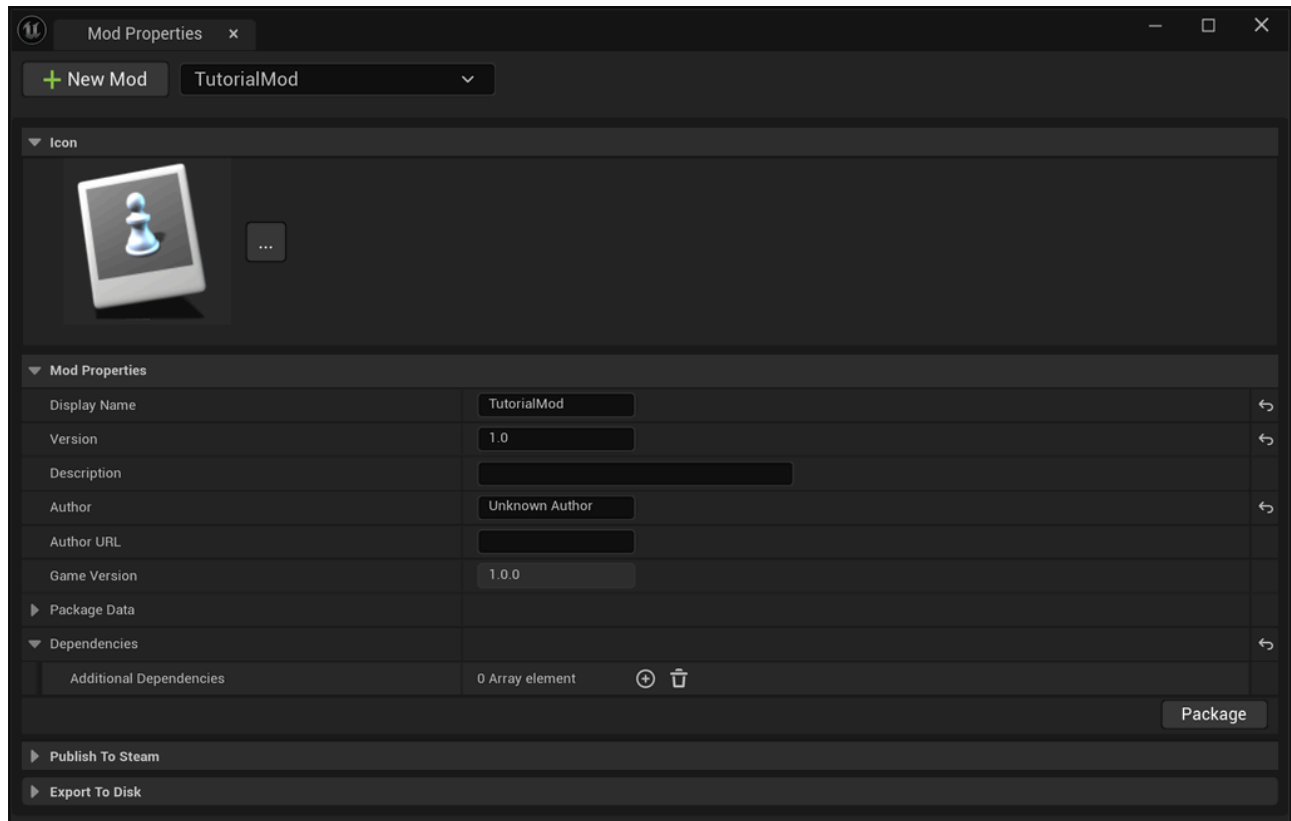 Mod Properties
New Mod
TutorialMod
Icon
...
Mod Properties
Display Name
TutorialMod
Version
1.0
Description
Author
Unknown Author
Author URL
Game Version
1.0.0
Package Data
Dependencies
Additional Dependencies
0 Array element
Package
Publish To Steam
Export To Disk